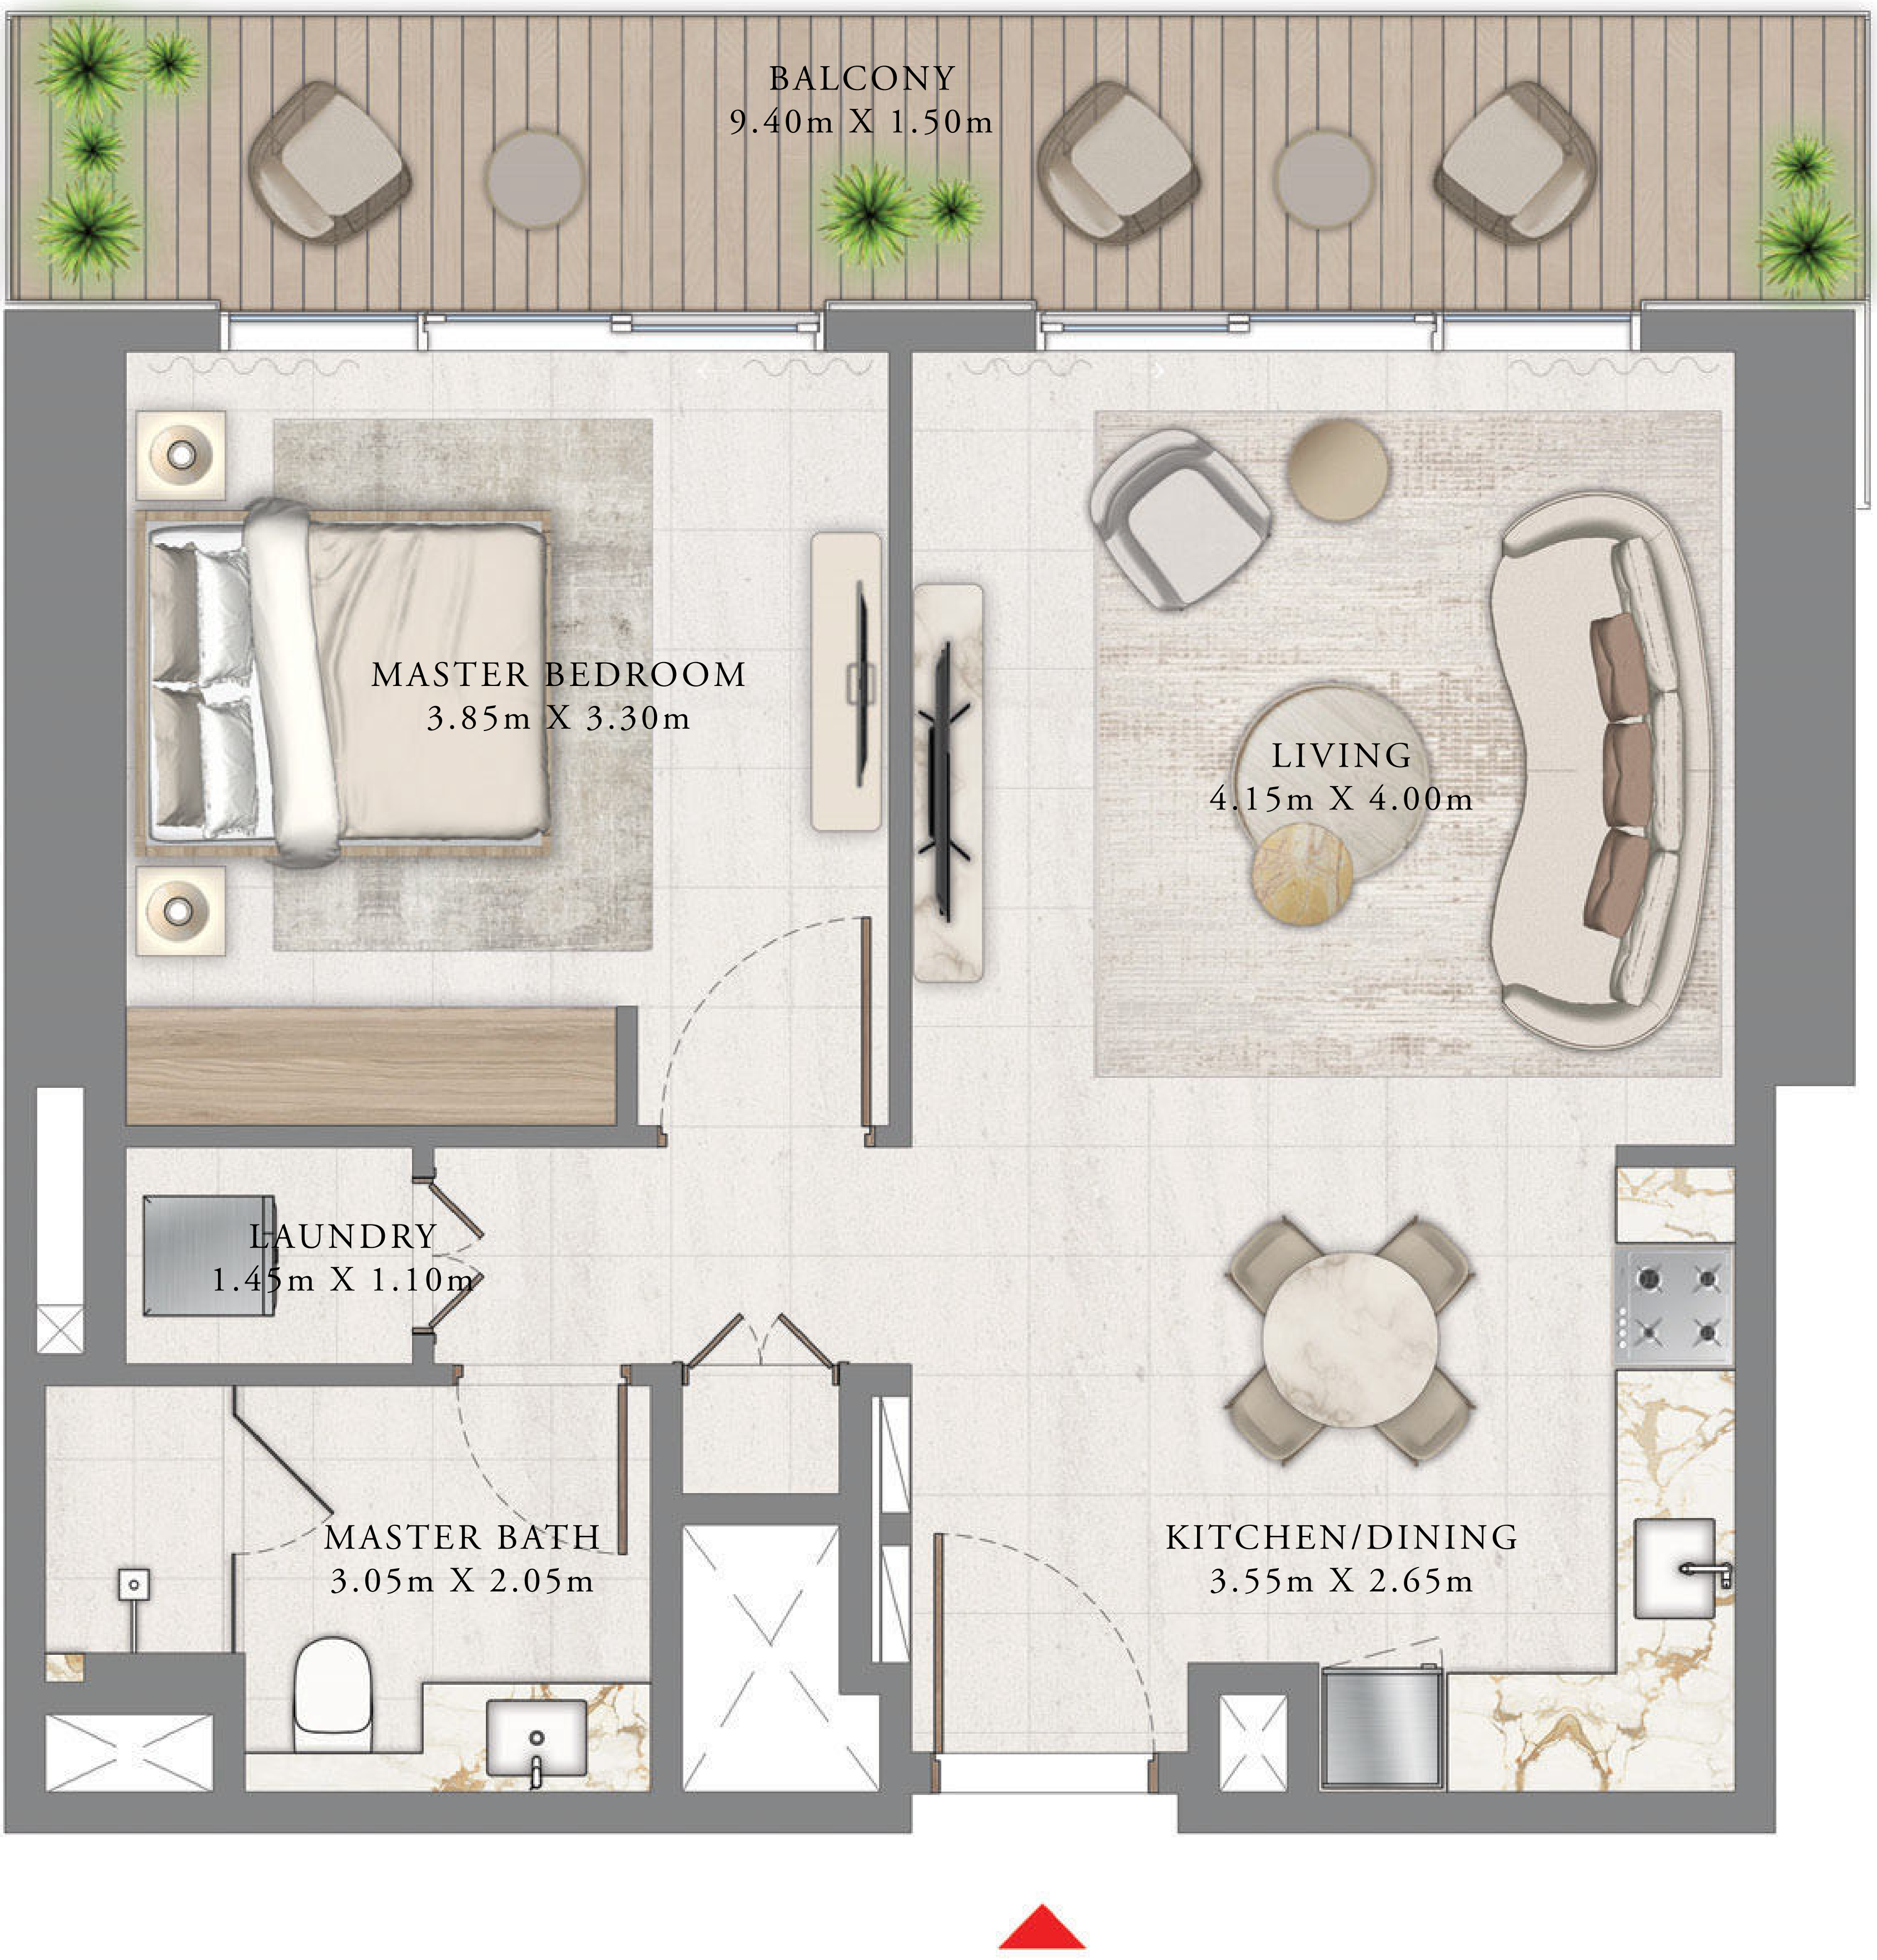 BALCONY
9.40m X 1.50m
MASTER BEDROOM
3.85m X 3.30m
LIVING
4.15m X 4.00m
LAUNDRY
1.45m X 1.10m
MASTER BATH
3.05m X 2.05m
KITCHEN/DINING
3.55m X 2.65m